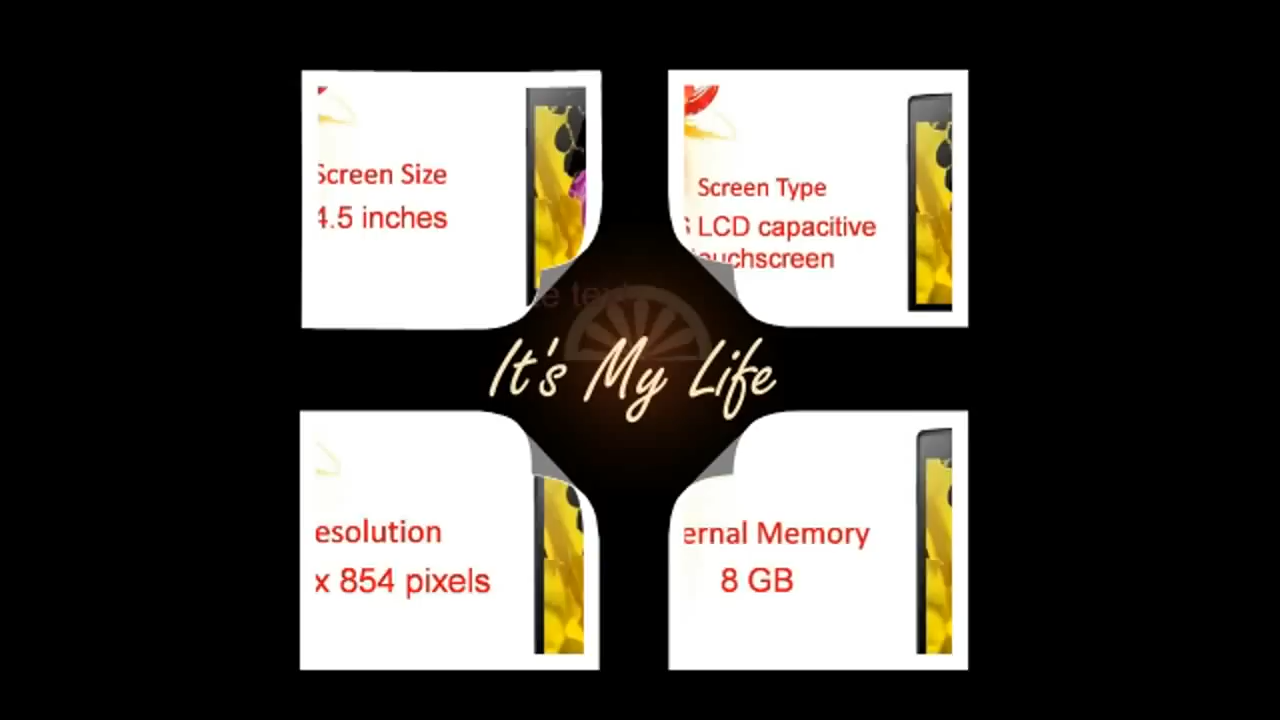 Screen Size
4.5 inches
Screen Type
S LCD capacitive
touchscreen
It's My Life
esolution
x 854 pixels
ernal Memory
8 GB